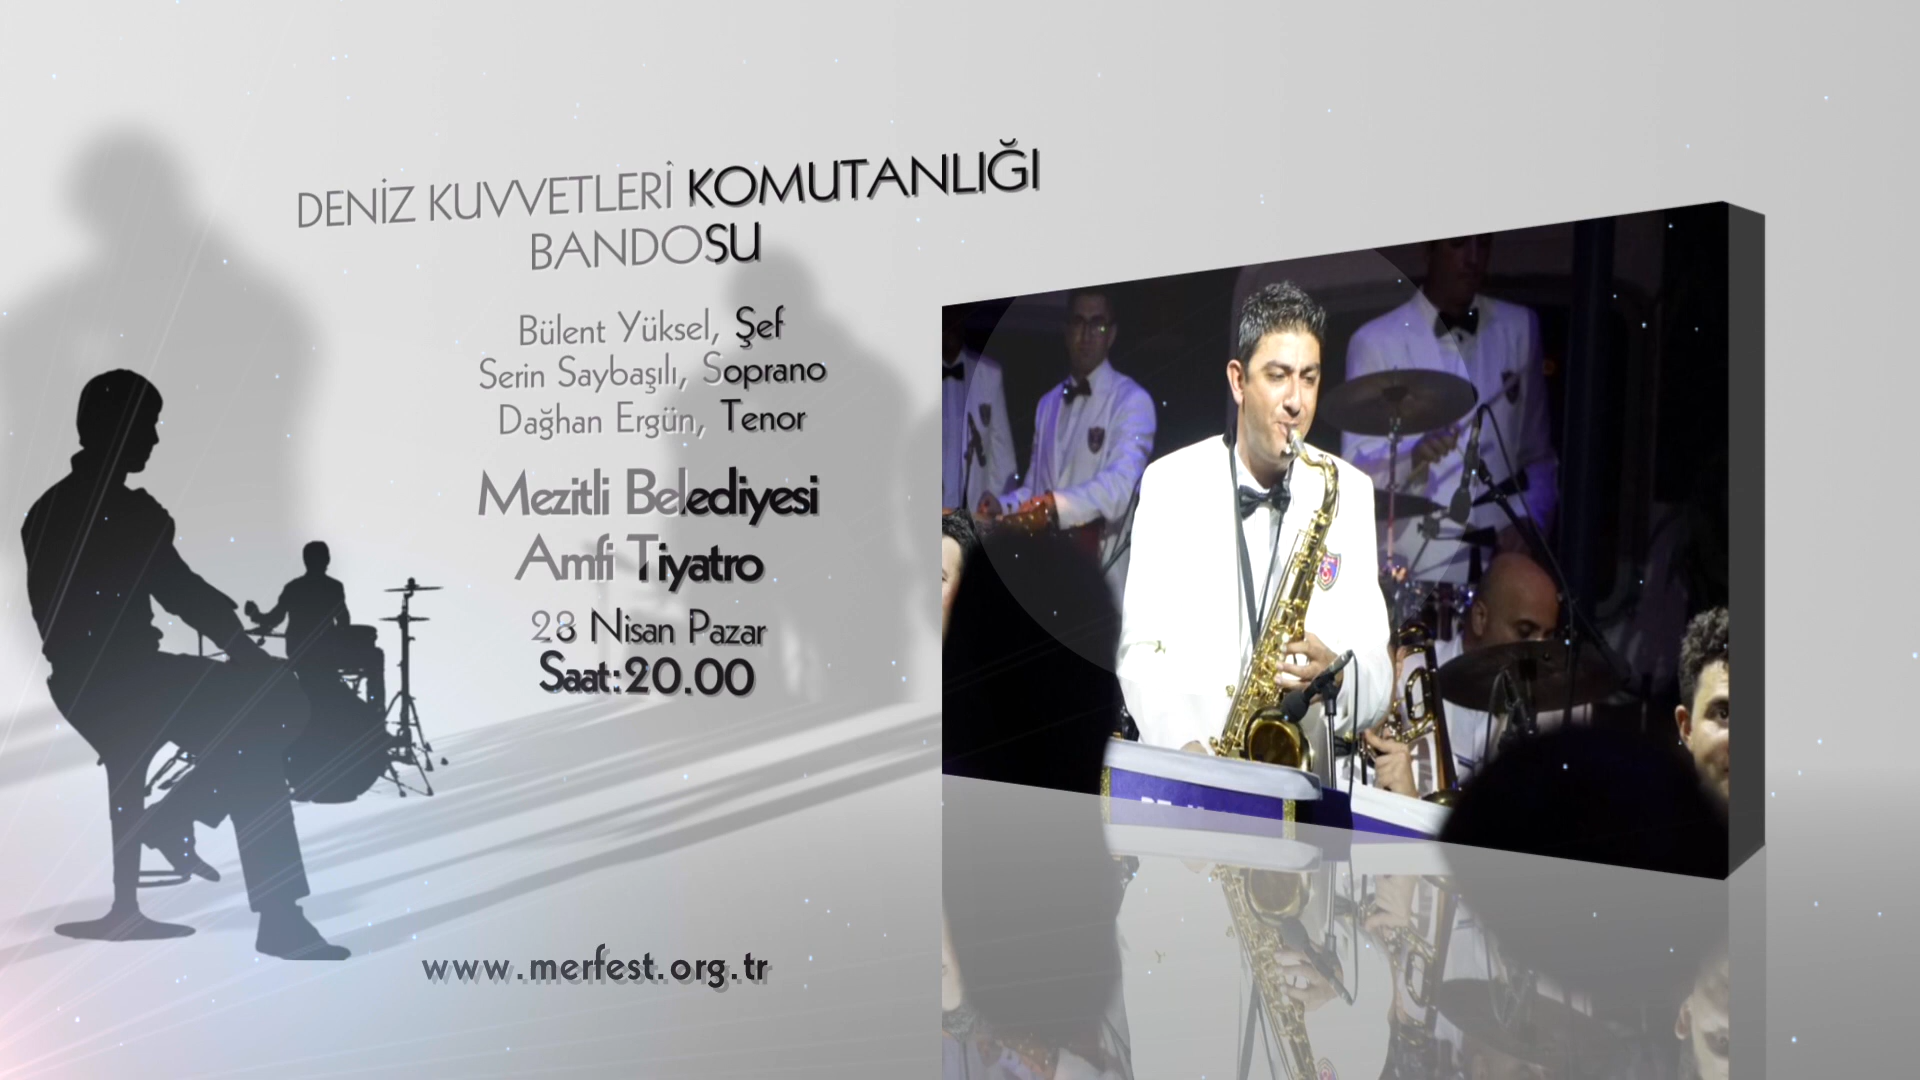 DENİZ KUVVETLERİ KOMUTANLIĞI
BANDOSU
Bülent Yüksel, Şef
Serin Saybaşılı, Soprano
Dağhan Ergün, Tenor
Mezitli Belediyesi
Amfi Tiyatro
28 Nisan Pazar
Saat:20.00
www.merfest.org.tr